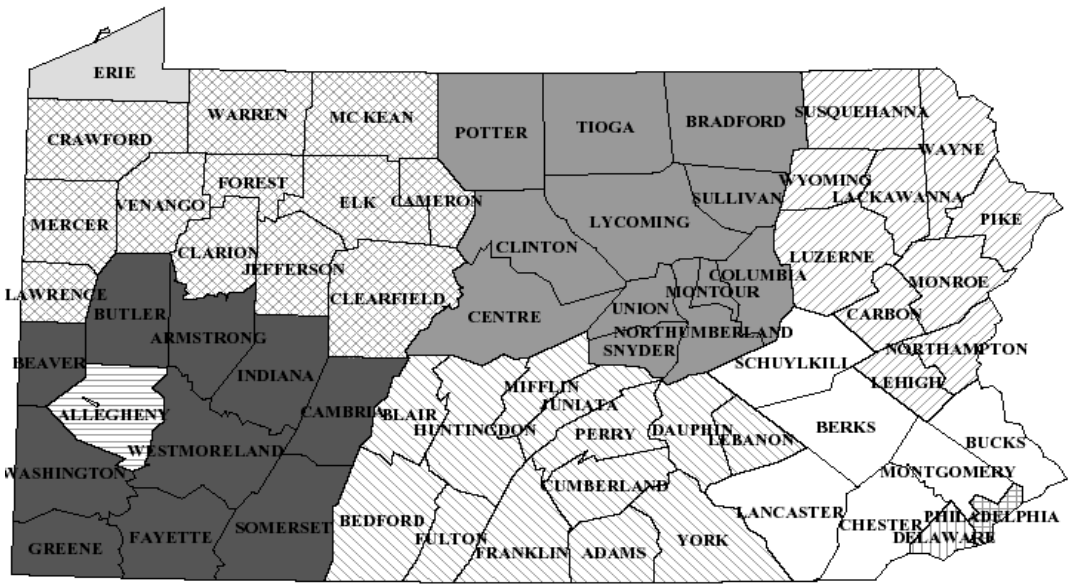 ERIE
WARREN
MC KEAN
POTTER
TIOGA
BRADFORD
SUSQUEHANNA
CRAWFORD
WAYNE
FOREST
WYOMING
VENANGO
ELK
CAMERON
SULLIVAN
LACKAWANNA
MERCER
LYCOMING
PIKE
CLARION
CLINTON
LUZERNE
JEFFERSON
COLUMBIA
MONROE
LAWRENCE
CLEARFIELD
MONTOUR
BUTLER
UNION
CENTRE
CARBON
ARMSTRONG
NORTHUMBERLAND
SNYDER
NORTHAMPTON
BEAVER
SCHUYLKILL
INDIANA
LEHIGH
MIFFLIN
JUNIATA
ALLEGHENY
CAMBRIA
BLAIR
HUNTINGDON
PERRY
DAUPHIN
LEBANON
BERKS
BUCKS
WESTMORELAND
WASHINGTON
MONTGOMERY
CUMBERLAND
LANCASTER
PHILADELPHIA
SOMERSET
BEDFORD
CHESTER
DELAWARE
FAYETTE
FULTON
YORK
GREENE
FRANKLIN
ADAMS